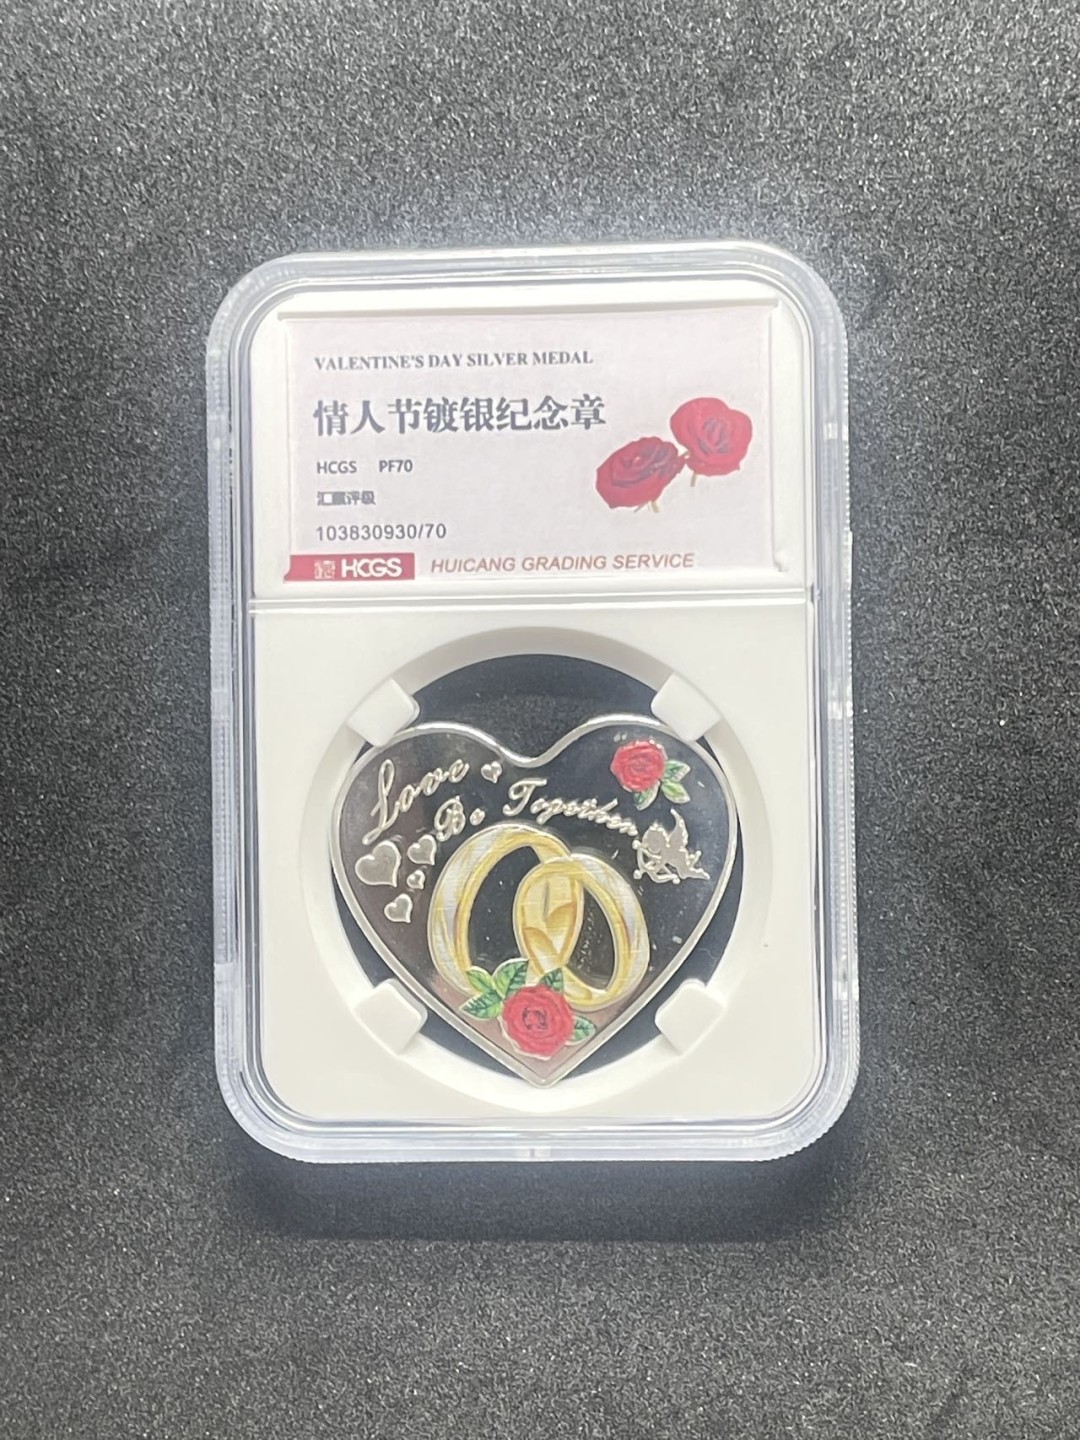 VALENTINE'S DAY SILVER MEDAL
情人节镀银纪念章
HCGS PF70
汇藏评级
103830930/70
HCGS HUICANG GRADING SERVICE
Love
Be Together